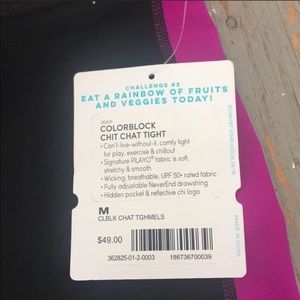 CHALLENGE #2
EAT A RAINBOW OF FRUITS
AND VEGGIES TODAY!
COLORBLOCK
CHIT CHAT TIGHT
• Can't-live-without-it, comfy tight
for play, exercise & chillout
• Signature PILAYO® fabric is soft,
stretchy & smooth
• Wicking, breathable, UPF 50+ rated fabric
• Fully adjustable NeverEnd drawstring
• Hidden pocket & reflective chi logo
M
CLBLK CHAT TGHMELS
$49.00
362825-01-2-0003
186736700039
MADE IN CHINA